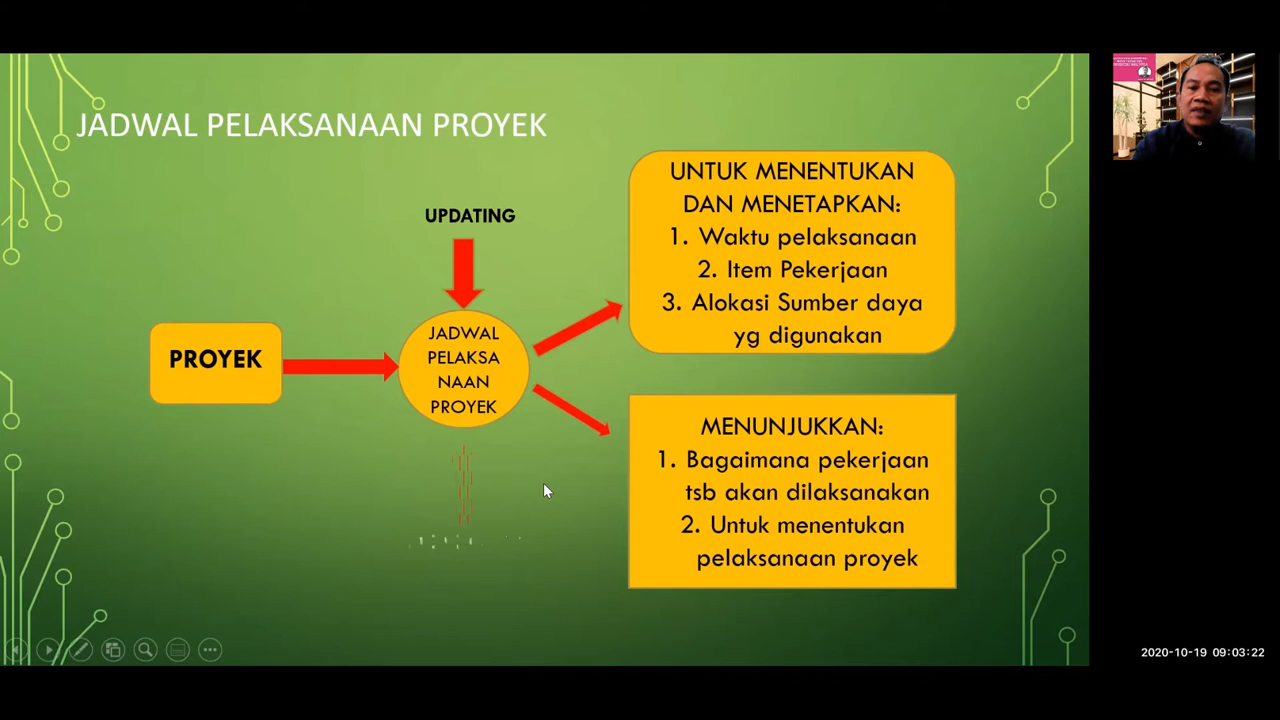 JADWAL PELAKSANAAN PROYEK
UPDATING
PROYEK
JADWAL
PELAKSA
NAAN
PROYEK
UNTUK MENENTUKAN
DAN MENETAPKAN:
1. Waktu pelaksanaan
2. Item Pekerjaan
3. Alokasi Sumber daya
yg digunakan
MENUNJUKKAN:
1. Bagaimana pekerjaan
tsb akan dilaksanakan
2. Untuk menentukan
pelaksanaan proyek
2020-10-19 09:03:22